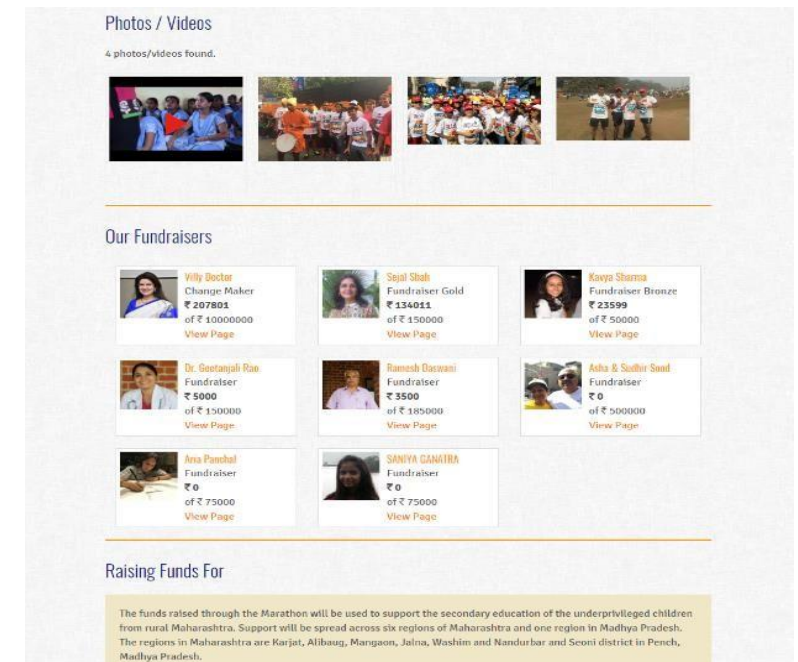 Photos / Videos
4 photos/videos found.
Our Fundraisers
Villy Doctor
Change Maker
₹ 207801
of ₹ 10000000
View Page
Sejal Shah
Fundraiser Gold
₹ 134011
of ₹ 150000
View Page
Kavya Sharma
Fundraiser Bronze
₹ 23599
of ₹ 50000
View Page
Dr. Geetanjali Rao
Fundraiser
₹ 5000
of ₹ 150000
View Page
Ramesh Daswani
Fundraiser
₹ 3500
of ₹ 185000
View Page
Asha & Sudhir Sood
Fundraiser
₹ 0
of ₹ 500000
View Page
Panchal
Fundraiser
₹ 0
of ₹ 75000
View Page
SANIYA GANATRA
Fundraiser
₹ 0
of ₹ 75000
View Page
Raising Funds For
The funds raised through the Marathon will be used to support the secondary education of the underprivileged children
from rural Maharashtra. Support will be spread across six regions of Maharashtra and one region in Madhya Pradesh.
The regions in Maharashtra are Karjat, Alibaug, Mangaon, Jalna, Washim and Nandurbar and Seoni district in Pench,
Madhya Pradesh.